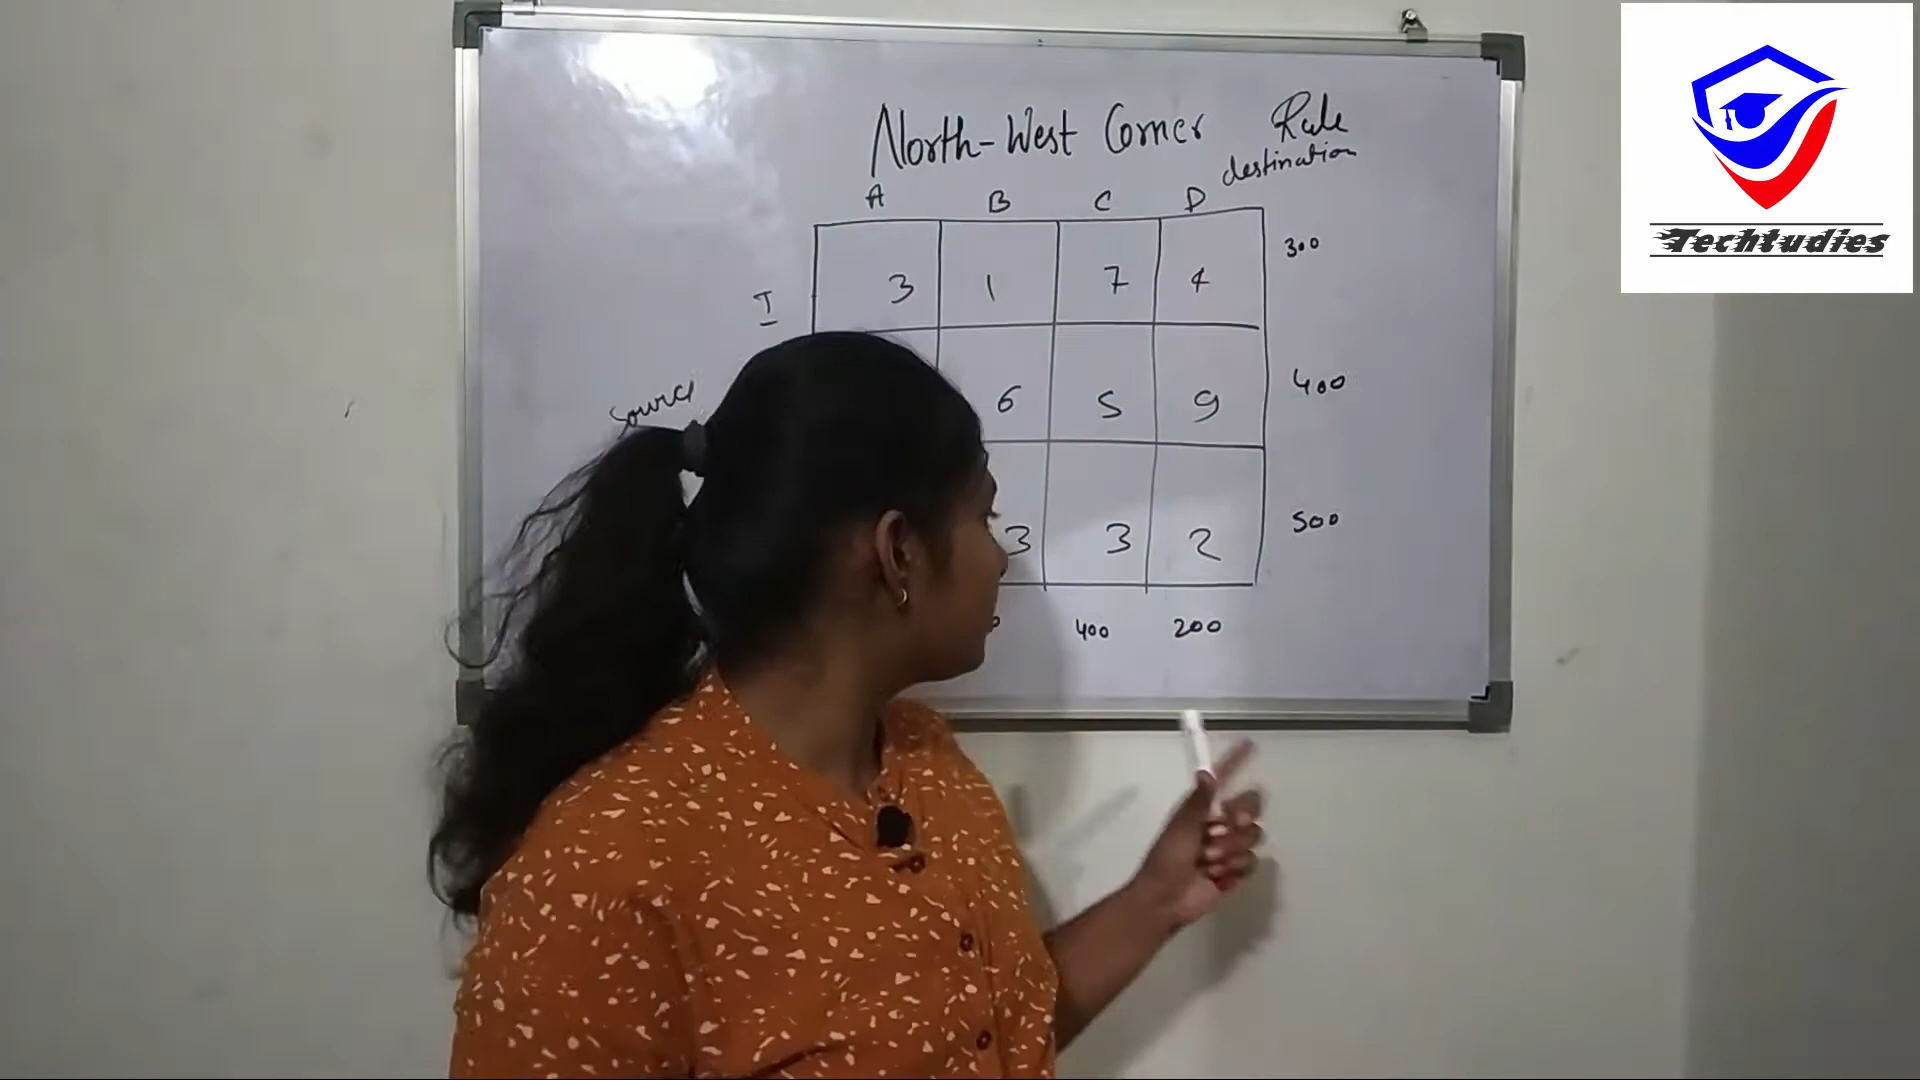 North-West Corner Rule
destination
A B C D
I 3 1 7 4 300
Source 6 5 9 400
3 3 2 500
400 200
Techtudies